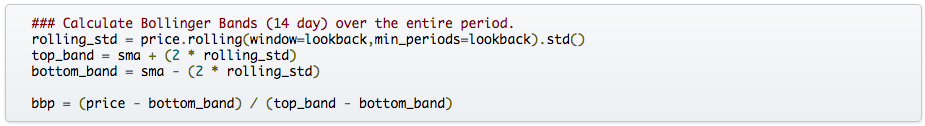 ### Calculate Bollinger Bands (14 day) over the entire period.
rolling_std = price.rolling(window=lookback,min_periods=lookback).std()
top_band = sma + (2 * rolling_std)
bottom_band = sma - (2 * rolling_std)
bbp = (price - bottom_band) / (top_band - bottom_band)